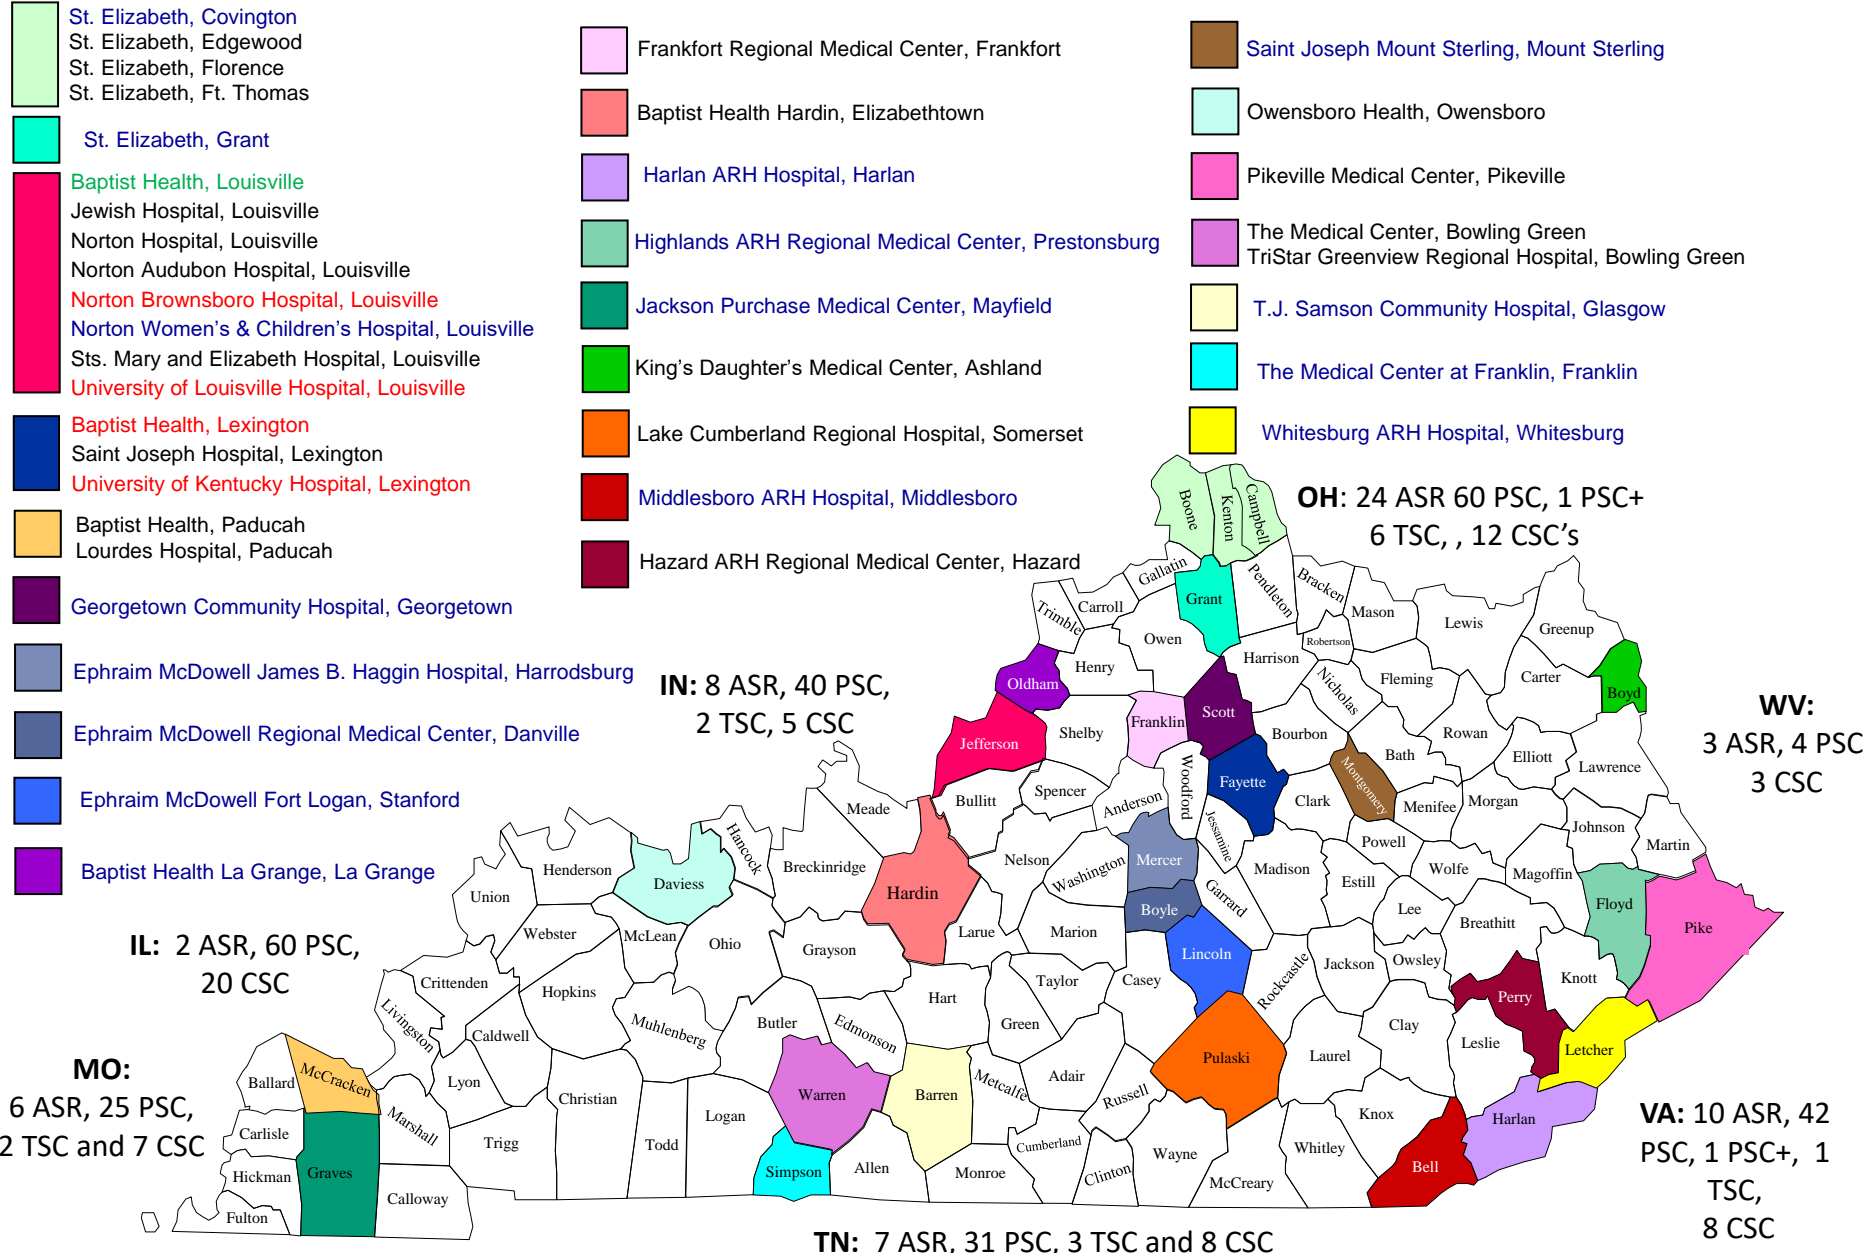 St. Elizabeth, Covington
St. Elizabeth, Edgewood
St. Elizabeth, Florence
St. Elizabeth, Ft. Thomas
St. Elizabeth, Grant
Baptist Health, Louisville
Jewish Hospital, Louisville
Norton Hospital, Louisville
Norton Audubon Hospital, Louisville
Norton Brownsboro Hospital, Louisville
Norton Women's & Children's Hospital, Louisville
Sts. Mary and Elizabeth Hospital, Louisville
University of Louisville Hospital, Louisville
Baptist Health, Lexington
Saint Joseph Hospital, Lexington
University of Kentucky Hospital, Lexington
Baptist Health, Paducah
Lourdes Hospital, Paducah
Georgetown Community Hospital, Georgetown
Ephraim McDowell James B. Haggin Hospital, Harrodsburg
Ephraim McDowell Regional Medical Center, Danville
Ephraim McDowell Fort Logan, Stanford
Baptist Health La Grange, La Grange
Frankfort Regional Medical Center, Frankfort
Baptist Health Hardin, Elizabethtown
Harlan ARH Hospital, Harlan
Highlands ARH Regional Medical Center, Prestonsburg
Jackson Purchase Medical Center, Mayfield
King's Daughter's Medical Center, Ashland
Lake Cumberland Regional Hospital, Somerset
Middlesboro ARH Hospital, Middlesboro
Hazard ARH Regional Medical Center, Hazard
Saint Joseph Mount Sterling, Mount Sterling
Owensboro Health, Owensboro
Pikeville Medical Center, Pikeville
The Medical Center, Bowling Green
TriStar Greenview Regional Hospital, Bowling Green
T.J. Samson Community Hospital, Glasgow
The Medical Center at Franklin, Franklin
Whitesburg ARH Hospital, Whitesburg
OH: 24 ASR 60 PSC, 1 PSC+
6 TSC, , 12 CSC's
IN: 8 ASR, 40 PSC,
2 TSC, 5 CSC
WV:
3 ASR, 4 PSC
3 CSC
IL: 2 ASR, 60 PSC,
20 CSC
MO:
6 ASR, 25 PSC,
2 TSC and 7 CSC
VA: 10 ASR, 42
PSC, 1 PSC+, 1
TSC,
8 CSC
TN: 7 ASR, 31 PSC, 3 TSC and 8 CSC
Boone
Kenton
Campbell
Gallatin
Grant
Pendleton
Bracken
Mason
Lewis
Greenup
Trimble
Carroll
Owen
Robertson
Harrison
Henry
Oldham
Nicholas
Fleming
Carter
Boyd
Franklin
Scott
Shelby
Jefferson
Bourbon
Rowan
Bath
Elliott
Lawrence
Woodford
Fayette
Montgomery
Menifee
Morgan
Clark
Spencer
Bullitt
Anderson
Meade
Jessamine
Johnson
Martin
Powell
Hancock
Breckinridge
Nelson
Washington
Mercer
Madison
Estill
Wolfe
Magoffin
Henderson
Daviess
Hardin
Union
Garrard
Boyle
Lee
Breathitt
Floyd
Pike
Webster
McLean
Ohio
Grayson
Larue
Marion
Lincoln
Rockcastle
Jackson
Owsley
Knott
Crittenden
Hopkins
Hart
Taylor
Casey
Perry
Livingston
Caldwell
Muhlenberg
Butler
Edmonson
Green
Clay
Leslie
Letcher
Pulaski
Laurel
Ballard
McCracken
Lyon
Christian
Warren
Barren
Metcalfe
Adair
Russell
Knox
Harlan
Carlisle
Marshall
Trigg
Todd
Logan
Cumberland
Wayne
Whitley
Bell
Hickman
Graves
Calloway
Simpson
Allen
Monroe
Clinton
McCreary
Fulton